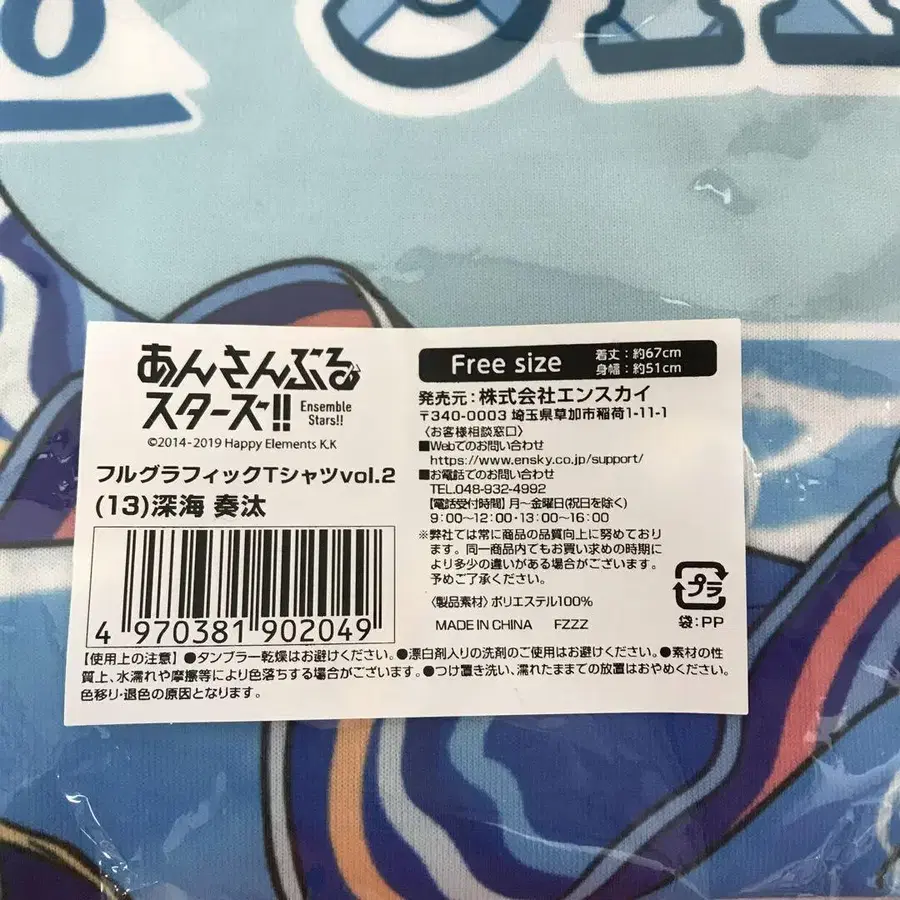 あんさんぶる
スターズ!!
Ensemble
Stars!!
©2014-2019 Happy Elements K.K
フルグラフィックTシャツvol.2
(13)深海 奏汰
4 970381 902049
Free size
着丈：約67cm
身幅：約51cm
発売元：株式会社エンスカイ
〒340-0003 埼玉県草加市稲荷1-11-1
〈お客様相談窓口〉
■Webでのお問い合わせ
https://www.ensky.co.jp/support/
■お電話でのお問い合わせ
TEL.048-932-4992
【電話受付時間】月～金曜日(祝日を除く)
9：00～12：00・13：00～16：00
※弊社では常に商品の品質向上に努めております。同一商品内でもお買い求めの時期に
より多少の違いがある場合がございます。
予めご了承ください。
〈製品素材〉ポリエステル100%
MADE IN CHINA FZZZ
プラ
袋：PP
【使用上の注意】●タンブラー乾燥はお避けください。●漂白剤入りの洗剤のご使用はお避けください。●素材の性
質上、水濡れや摩擦等により色落ちする場合がございます。●つけ置き洗い、濡れたままでの放置はおやめください。
色移り・退色の原因となります。